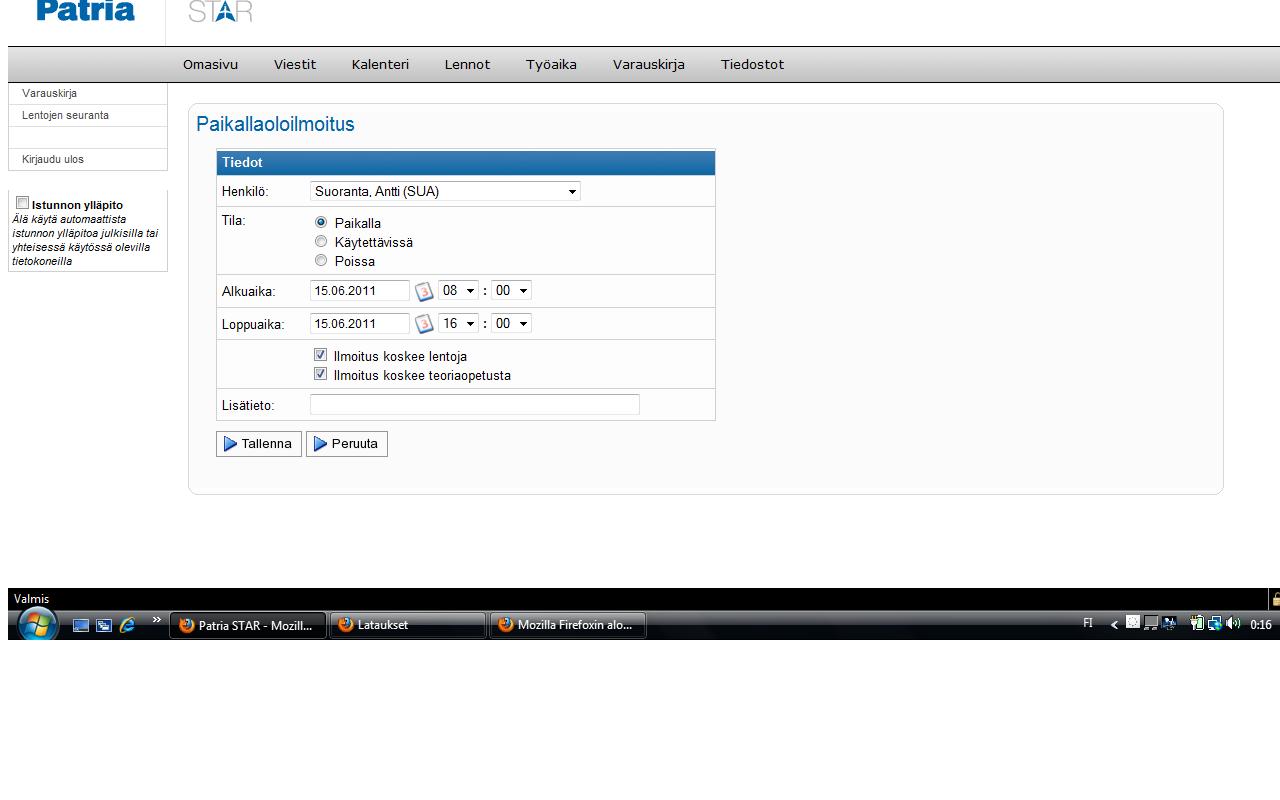 Patria STAR
Omasivu Viestit Kalenteri Lennot Työaika Varauskirja Tiedostot
Varauskirja
Lentojen seuranta
Kirjaudu ulos
Istunnon ylläpito
Älä käytä automaattista
istunnon ylläpitoa julkisilla tai
yhteisessä käytössä olevilla
tietokoneilla
Paikallaoloilmoitus
Tiedot
Henkilö: Suoranta, Antti (SUA)
Tila: Paikalla
Käytettävissä
Poissa
Alkuaika: 15.06.2011 3 08 : 00
Loppuaika: 15.06.2011 3 16 : 00
Ilmoitus koskee lentoja
Ilmoitus koskee teoriaopetusta
Lisätieto:
Tallenna Peruuta
Valmis
Patria STAR - Mozill... Lataukset Mozilla Firefoxin alo... FI 0:16